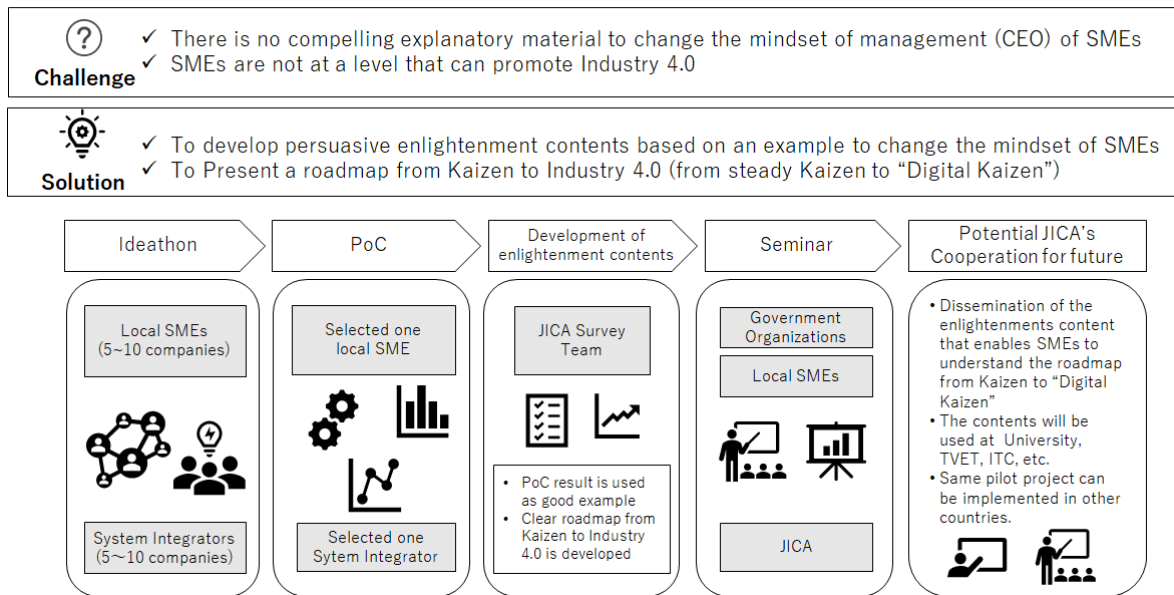 ✓ There is no compelling explanatory material to change the mindset of management (CEO) of SMEs
✓ SMEs are not at a level that can promote Industry 4.0
?
Challenge
✓ To develop persuasive enlightenment contents based on an example to change the mindset of SMEs
✓ To Present a roadmap from Kaizen to Industry 4.0 (from steady Kaizen to “Digital Kaizen”)
Solution
Ideathon
PoC
Development of
enlightenment contents
Seminar
Potential JICA’s
Cooperation for future
Local SMEs
(5~10 companies)
System Integrators
(5～10 companies)
Selected one
local SME
Selected one
Sytem Integrator
JICA Survey
Team
• PoC result is used
as good example
• Clear roadmap from
Kaizen to Industry
4.0 is developed
Government
Organizations
Local SMEs
JICA
• Dissemination of the
enlightenments content
that enables SMEs to
understand the roadmap
from Kaizen to “Digital
Kaizen”
• The contents will be
used at University,
TVET, ITC, etc.
• Same pilot project can
be implemented in other
countries.